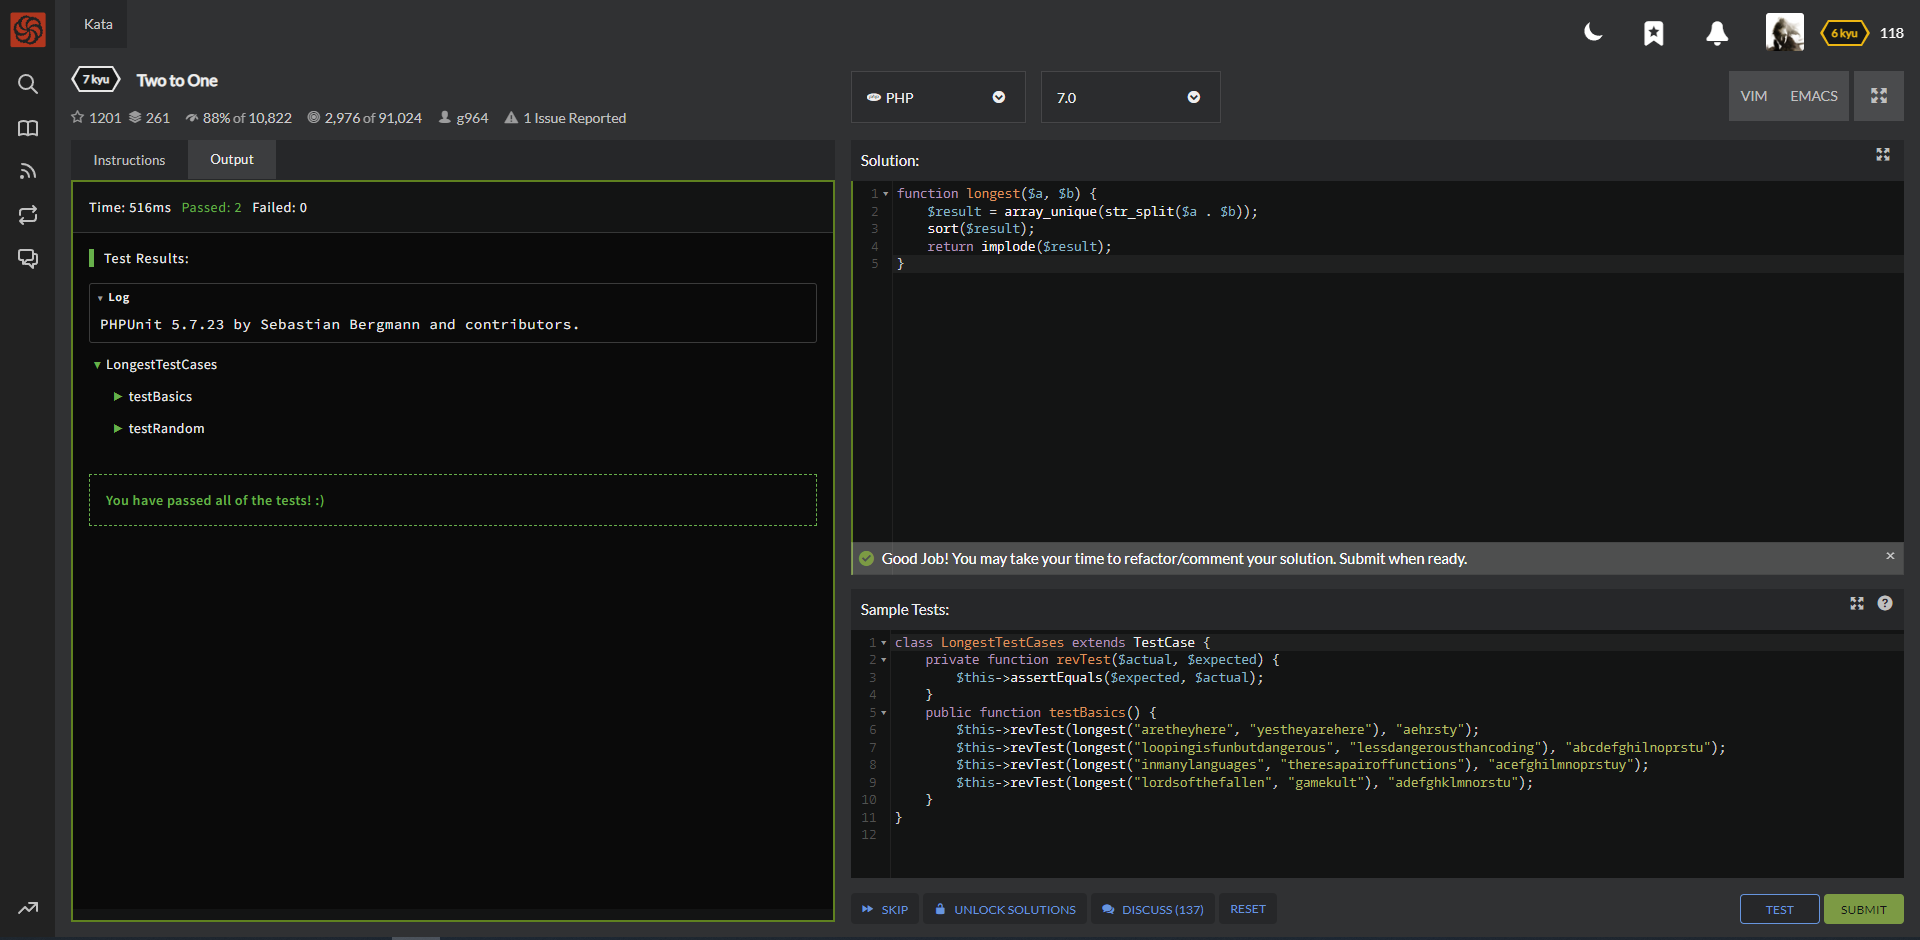 Kata
6 kyu 118
7 kyu Two to One
1201 261 88% of 10,822 2,976 of 91,024 g964 1 Issue Reported
PHP
7.0
VIM EMACS
Instructions Output
Time: 516ms Passed: 2 Failed: 0
Test Results:
Log
PHPUnit 5.7.23 by Sebastian Bergmann and contributors.
LongestTestCases
testBasics
testRandom
You have passed all of the tests! :)
Solution:
1 function longest($a, $b) {
2     $result = array_unique(str_split($a . $b));
3     sort($result);
4     return implode($result);
5 }
Good Job! You may take your time to refactor/comment your solution. Submit when ready. ×
Sample Tests:
1 class LongestTestCases extends TestCase {
2     private function revTest($actual, $expected) {
3         $this->assertEquals($expected, $actual);
4     }
5     public function testBasics() {
6         $this->revTest(longest("aretheyhere", "yestheyarehere"), "aehrsty");
7         $this->revTest(longest("loopingisfunbutdangerous", "lessdangerousthancoding"), "abcdefghilnoprstu");
8         $this->revTest(longest("inmanylanguages", "theresapairoffunctions"), "acefghilmnoprstuy");
9         $this->revTest(longest("lordsofthefallen", "gamekult"), "adefghklmnorstu");
10     }
11 }
12
SKIP UNLOCK SOLUTIONS DISCUSS (137) RESET
TEST SUBMIT